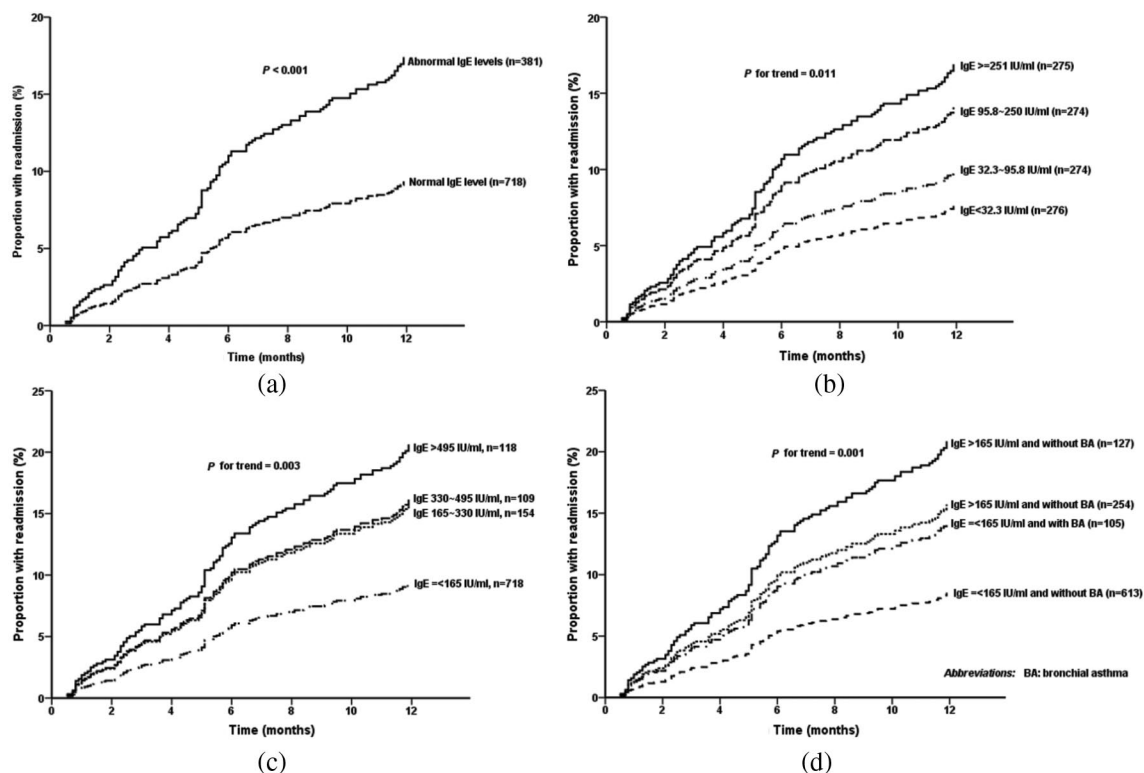 20
15
10
5
0
Proportion with readmission (%)
P < 0.001
Abnormal IgE levels (n=381)
Normal IgE level (n=718)
0 2 4 6 8 10 12
Time (months)
(a)
20
15
10
5
0
Proportion with readmission (%)
P for trend = 0.011
IgE >=251 IU/ml (n=275)
IgE 95.8~250 IU/ml (n=274)
IgE 32.3~95.8 IU/ml (n=274)
IgE<32.3 IU/ml (n=276)
0 2 4 6 8 10 12
Time (months)
(b)
25
20
15
10
5
0
Proportion with readmission (%)
P for trend = 0.003
IgE >495 IU/ml, n=118
IgE 330~495 IU/ml, n=109
IgE 165~330 IU/ml, n=154
IgE =<165 IU/ml, n=718
0 2 4 6 8 10 12
Time (months)
(c)
25
20
15
10
5
0
Proportion with readmission (%)
P for trend = 0.001
IgE >165 IU/ml and without BA (n=127)
IgE >165 IU/ml and without BA (n=254)
IgE =<165 IU/ml and with BA (n=105)
IgE =<165 IU/ml and without BA (n=613)
Abbreviations: BA: bronchial asthma
0 2 4 6 8 10 12
Time (months)
(d)